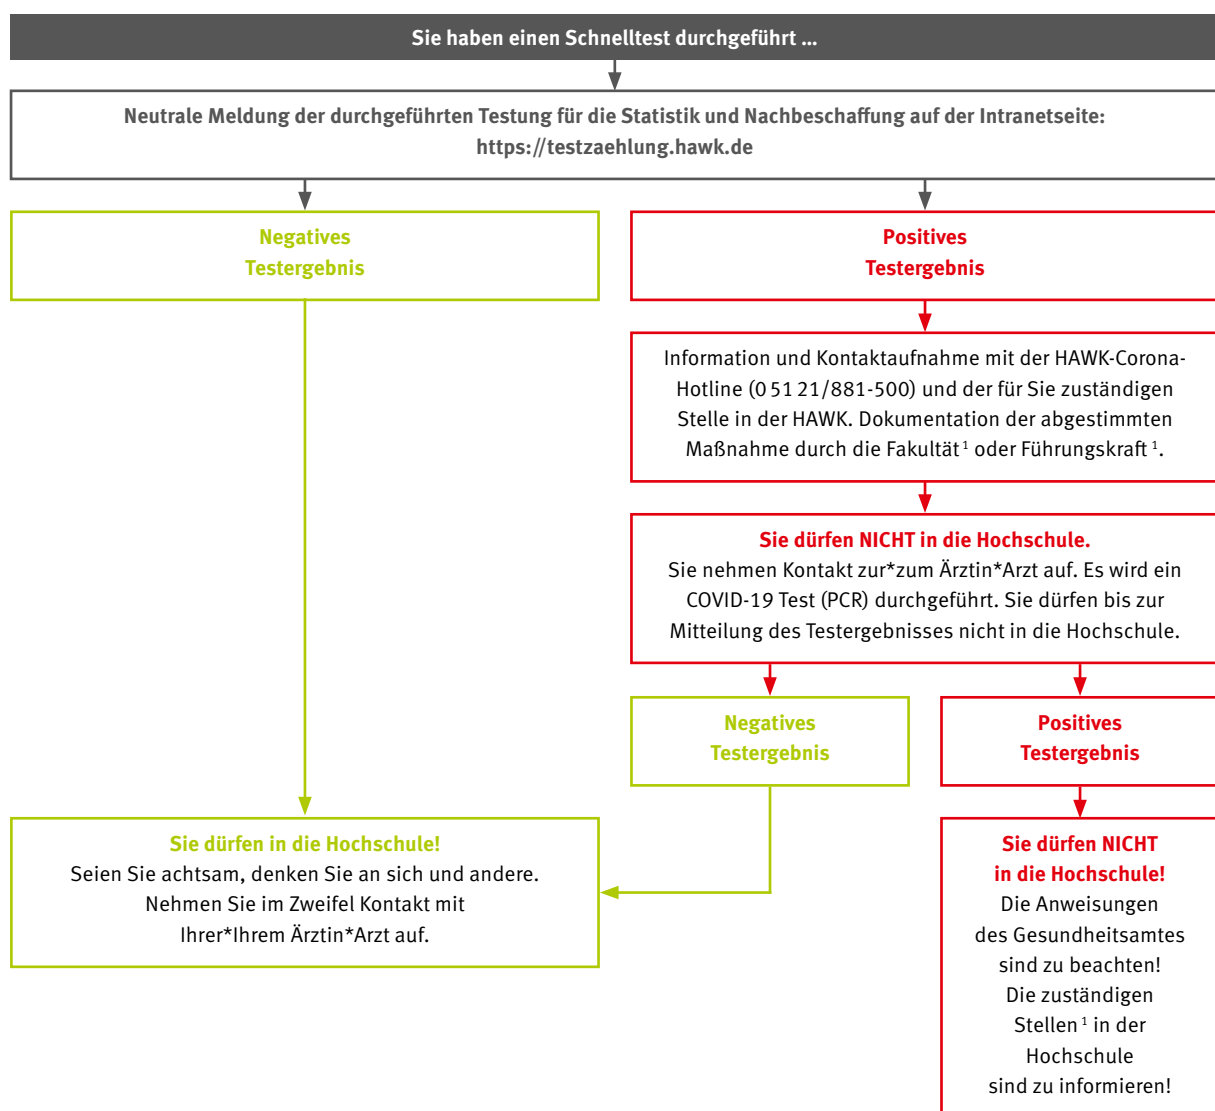 Sie haben einen Schnelltest durchgeführt ...
Neutrale Meldung der durchgeführten Testung für die Statistik und Nachbeschaffung auf der Intranetseite:
https://testzaehlung.hawk.de
Negatives
Testergebnis
Positives
Testergebnis
Information und Kontaktaufnahme mit der HAWK-Corona-
Hotline (0 51 21/881-500) und der für Sie zuständigen
Stelle in der HAWK. Dokumentation der abgestimmten
Maßnahme durch die Fakultät ¹ oder Führungskraft ¹.
Sie dürfen NICHT in die Hochschule.
Sie nehmen Kontakt zur*zum Ärztin*Arzt auf. Es wird ein
COVID-19 Test (PCR) durchgeführt. Sie dürfen bis zur
Mitteilung des Testergebnisses nicht in die Hochschule.
Negatives
Testergebnis
Positives
Testergebnis
Sie dürfen in die Hochschule!
Seien Sie achtsam, denken Sie an sich und andere.
Nehmen Sie im Zweifel Kontakt mit
Ihrer*Ihrem Ärztin*Arzt auf.
Sie dürfen NICHT
in die Hochschule!
Die Anweisungen
des Gesundheitsamtes
sind zu beachten!
Die zuständigen
Stellen ¹ in der
Hochschule
sind zu informieren!